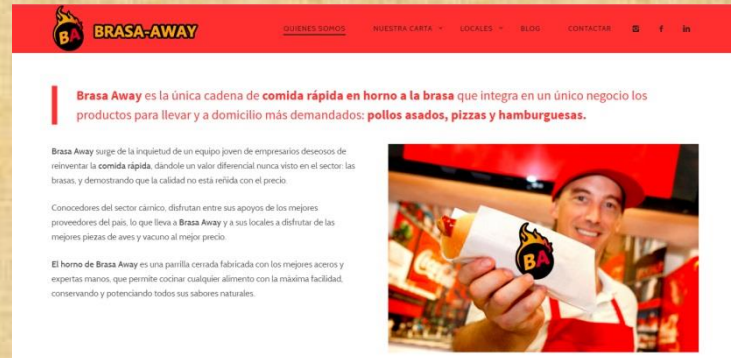 BA BRASA-AWAY
QUIENES SOMOS NUESTRA CARTA LOCALES BLOG CONTACTAR f in
Brasa Away es la única cadena de comida rápida en horno a la brasa que integra en un único negocio los
productos para llevar y a domicilio más demandados: pollos asados, pizzas y hamburguesas.
Brasa Away surge de la inquietud de un equipo joven de empresarios deseosos de
reinventar la comida rápida, dándole un valor diferencial nunca visto en el sector: las
brasas, y demostrando que la calidad no está reñida con el precio.
Conocedores del sector cárnico, disfrutan entre sus apoyos de los mejores
proveedores del país, lo que lleva a Brasa Away y a sus locales a disfrutar de las
mejores piezas de aves y vacuno al mejor precio.
El horno de Brasa Away es una parrilla cerrada fabricada con los mejores aceros y
expertas manos, que permite cocinar cualquier alimento con la máxima facilidad,
conservando y potenciando todos sus sabores naturales.
BA